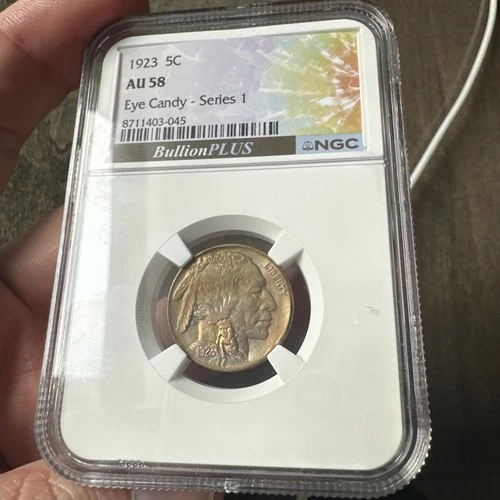 1923 5C
AU 58
Eye Candy - Series 1
8711403-045
BullionPLUS
NGC
LIBERTY
1923